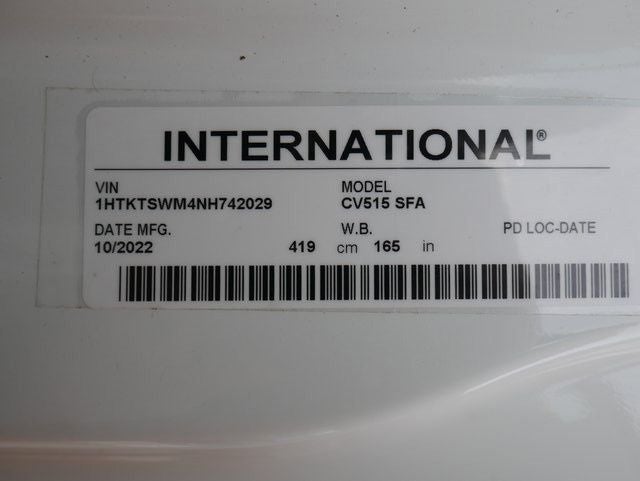 INTERNATIONAL®
VIN MODEL
1HTKTSWM4NH742029 CV515 SFA
DATE MFG. W.B. PD LOC-DATE
10/2022 419 cm 165 in